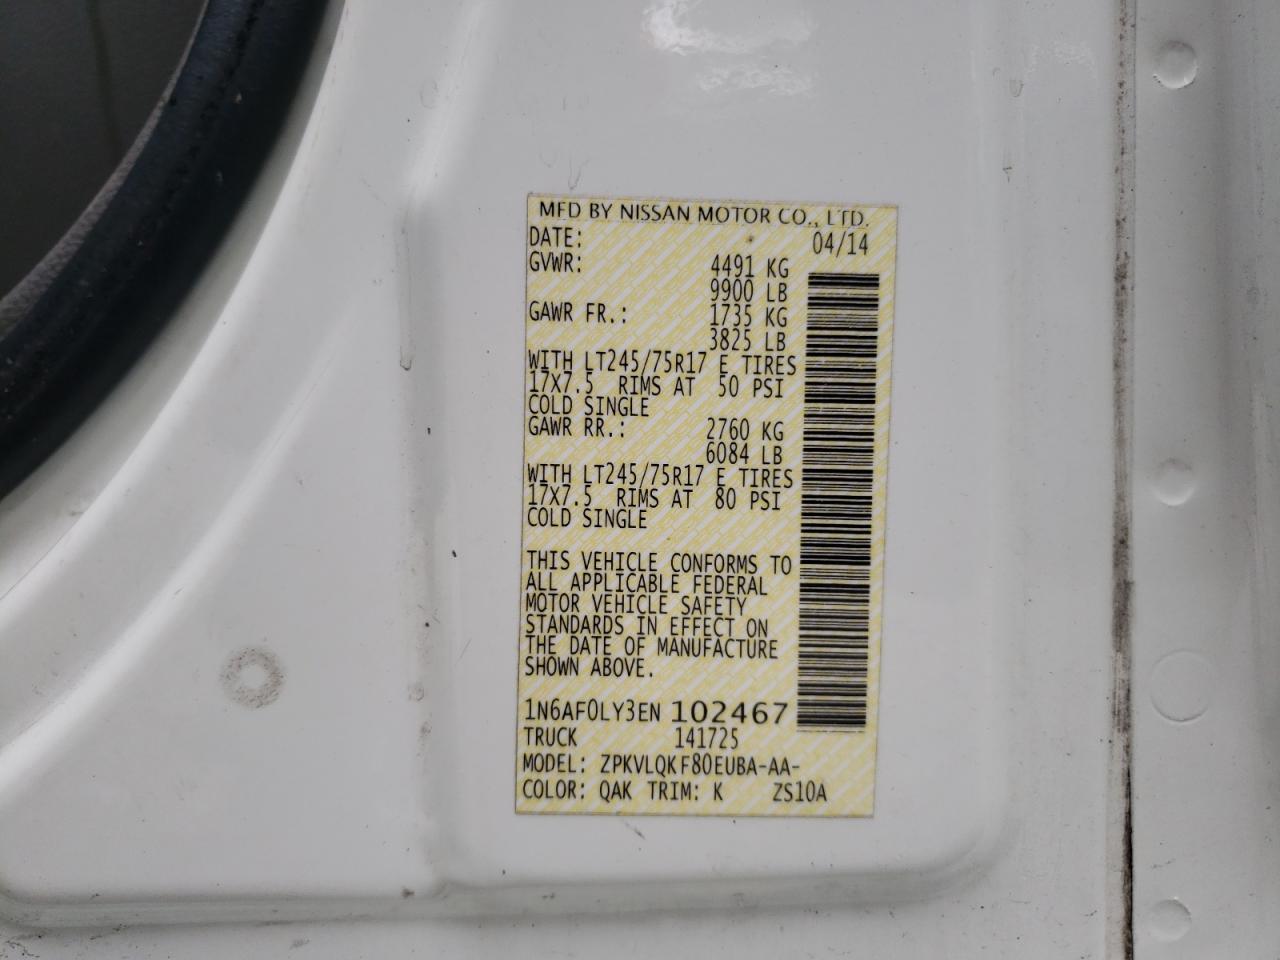 MFD BY NISSAN MOTOR CO., LTD.
DATE: 04/14
GVWR: 4491 KG
9900 LB
GAWR FR.: 1735 KG
3825 LB
WITH LT245/75R17 E TIRES
17X7.5 RIMS AT 50 PSI
COLD SINGLE
GAWR RR.: 2760 KG
6084 LB
WITH LT245/75R17 E TIRES
17X7.5 RIMS AT 80 PSI
COLD SINGLE
THIS VEHICLE CONFORMS TO
ALL APPLICABLE FEDERAL
MOTOR VEHICLE SAFETY
STANDARDS IN EFFECT ON
THE DATE OF MANUFACTURE
SHOWN ABOVE.
1N6AF0LY3EN102467
TRUCK 141725
MODEL: ZPKVLQKF80EUBA-AA-
COLOR: QAK TRIM: K ZS10A